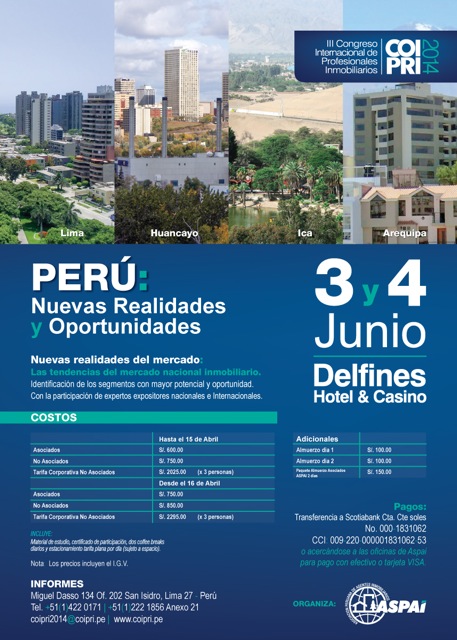 III Congreso
Internacional de
Profesionales
Inmobiliarios
COI
PRI
2014
Lima
Huancayo
Ica
Arequipa
PERÚ:
Nuevas Realidades
y Oportunidades
3 y 4
Junio
Delfines
Hotel & Casino
Nuevas realidades del mercado:
Las tendencias del mercado nacional inmobiliario.
Identificación de los segmentos con mayor potencial y oportunidad.
Con la participación de expertos expositores nacionales e Internacionales.
COSTOS
Hasta el 15 de Abril
Asociados S/. 600.00
No Asociados S/. 750.00
Tarifa Corporativa No Asociados S/. 2025.00 (x 3 personas)
Desde el 16 de Abril
Asociados S/. 750.00
No Asociados S/. 850.00
Tarifa Corporativa No Asociados S/. 2295.00 (x 3 personas)
Adicionales
Almuerzo día 1 S/. 100.00
Almuerzo día 2 S/. 100.00
Paquete Almuerzos Asociados
ASPAI 2 días S/. 150.00
INCLUYE:
Material de estudio, certificado de participación, dos coffee breaks
diarios y estacionamiento tarifa plana por día (sujeto a espacio).
Nota Los precios incluyen el I.G.V.
Pagos:
Transferencia a Scotiabank Cta. Cte soles
No. 000 1831062
CCI 009 220 000001831062 53
o acercándose a las oficinas de Aspai
para pago con efectivo o tarjeta VISA.
INFORMES
Miguel Dasso 134 Of. 202 San Isidro, Lima 27 - Perú
Tel. +51(1)422 0171 | +51(1)222 1856 Anexo 21
coipri2014@coipri.pe | www.coipri.pe
ORGANIZA:
ASPAi